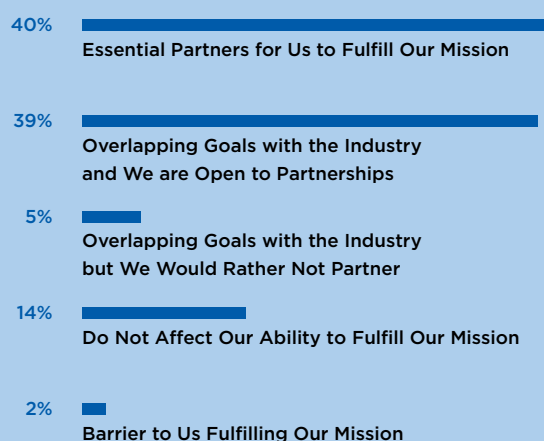 40%
Essential Partners for Us to Fulfill Our Mission
39%
Overlapping Goals with the Industry
and We are Open to Partnerships
5%
Overlapping Goals with the Industry
but We Would Rather Not Partner
14%
Do Not Affect Our Ability to Fulfill Our Mission
2%
Barrier to Us Fulfilling Our Mission